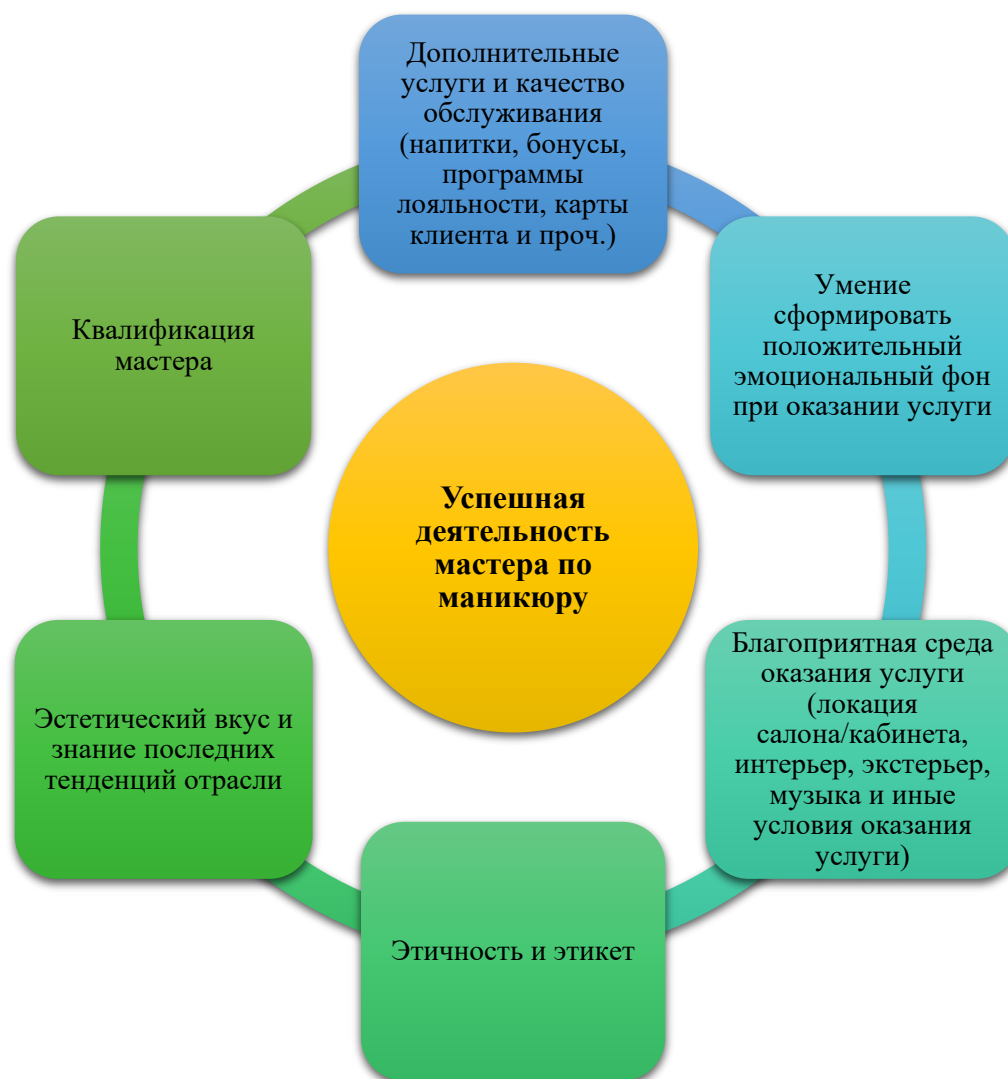 Дополнительные
услуги и качество
обслуживания
(напитки, бонусы,
программы
лояльности, карты
клиента и проч.)
Умение
сформировать
положительный
эмоциональный фон
при оказании услуги
Благоприятная среда
оказания услуги
(локация
салона/кабинета,
интерьер, экстерьер,
музыка и иные
условия оказания
услуги)
Этичность и этикет
Эстетический вкус и
знание последних
тенденций отрасли
Квалификация
мастера
Успешная
деятельность
мастера по
маникюру